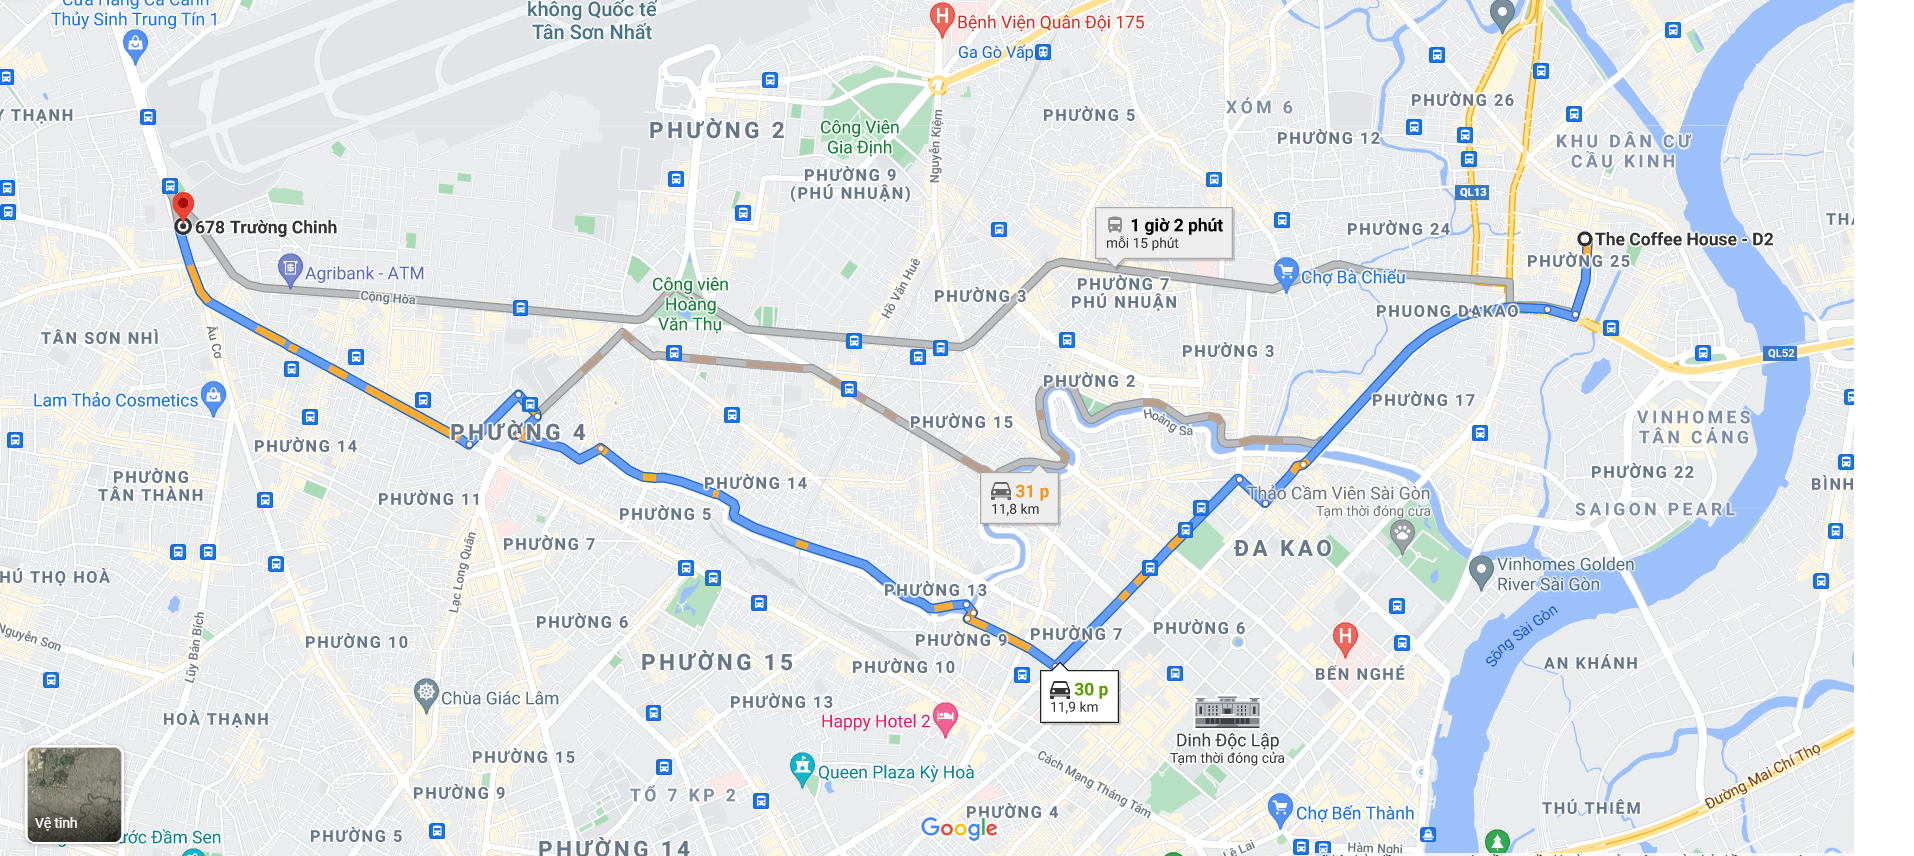 Thủy Sinh Trung Tín 1
không Quốc tế
Tân Sơn Nhất
Bệnh Viện Quân Đội 175
Ga Gò Vấp
PHƯỜNG 2
Công Viên
Gia Định
Nguyễn Kiệm
PHƯỜNG 5
XÓM 6
PHƯỜNG 26
PHƯỜNG 12
KHU DÂN CƯ
CẦU KINH
Y THẠNH
PHƯỜNG 9
(PHÚ NHUẬN)
QL13
678 Trường Chinh
1 giờ 2 phút
mỗi 15 phút
PHƯỜNG 24
The Coffee House - D2
PHƯỜNG 25
Agribank - ATM
Cộng Hòa
Công viên
Hoàng
Văn Thụ
Hồ Văn Huê
PHƯỜNG 3
PHƯỜNG 7
PHÚ NHUẬN
Chợ Bà Chiểu
PHUONG DAKAO
TÂN SƠN NHÌ
Âu Cơ
PHƯỜNG 3
QL52
Lam Thảo Cosmetics
PHƯỜNG 2
PHƯỜNG 17
PHƯỜNG 4
PHƯỜNG 15
Hoàng Sa
VINHOMES
TÂN CẢNG
PHƯỜNG 14
PHƯỜNG
TÂN THÀNH
PHƯỜNG 11
PHƯỜNG 14
PHƯỜNG 5
31 p
11,8 km
Thảo Cầm Viên Sài Gòn
Tạm thời đóng cửa
PHƯỜNG 22
BÌNH
SAIGON PEARL
PHƯỜNG 7
Lạc Long Quân
ĐA KAO
Vinhomes Golden
River Sài Gòn
HÚ THỌ HOÀ
PHƯỜNG 13
Lũy Bán Bích
PHƯỜNG 6
PHƯỜNG 9
PHƯỜNG 7
PHƯỜNG 6
Sông Sài Gòn
Nguyễn Sơn
PHƯỜNG 10
PHƯỜNG 15
PHƯỜNG 10
BẾN NGHÉ
AN KHÁNH
30 p
11,9 km
Chùa Giác Lâm
PHƯỜNG 13
HOÀ THẠNH
Happy Hotel 2
Dinh Độc Lập
Tạm thời đóng cửa
PHƯỜNG 15
Queen Plaza Kỳ Hoà
Cách Mạng Tháng Tám
Đường Mai Chí Thọ
PHƯỜNG 9
TỔ 7 KP 2
PHƯỜNG 4
Chợ Bến Thành
THỦ THIÊM
Vệ tinh
Google
ước Đầm Sen
PHƯỜNG 5
PHƯỜNG 14
Lê Lai
Hàm Nghi